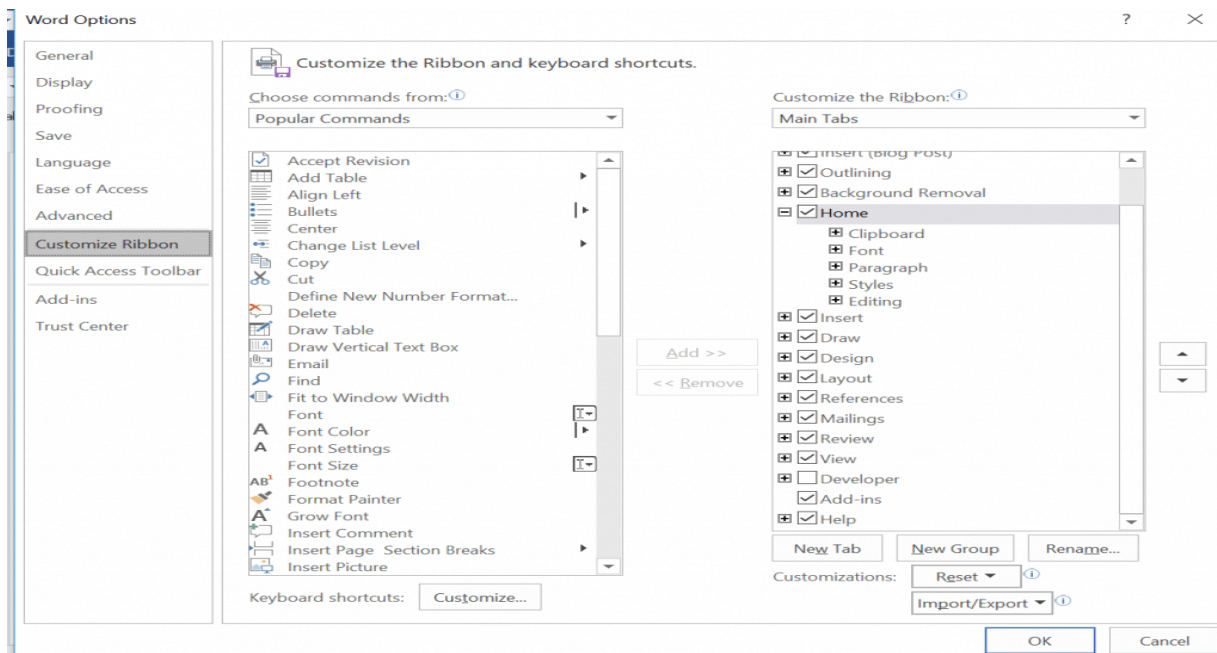 Word Options
General
Display
Proofing
Save
Language
Ease of Access
Advanced
Customize Ribbon
Quick Access Toolbar
Add-ins
Trust Center
Customize the Ribbon and keyboard shortcuts.
Choose commands from:
Popular Commands
Accept Revision
Add Table
Align Left
Bullets
Center
Change List Level
Copy
Cut
Define New Number Format...
Delete
Draw Table
Draw Vertical Text Box
Email
Find
Fit to Window Width
Font
Font Color
Font Settings
Font Size
Footnote
Format Painter
Grow Font
Insert Comment
Insert Page Section Breaks
Insert Picture
Keyboard shortcuts: Customize...
Add >>
<< Remove
Customize the Ribbon:
Main Tabs
Insert (Blog Post)
Outlining
Background Removal
Home
Clipboard
Font
Paragraph
Styles
Editing
Insert
Draw
Design
Layout
References
Mailings
Review
View
Developer
Add-ins
Help
New Tab New Group Rename...
Customizations: Reset
Import/Export
OK Cancel